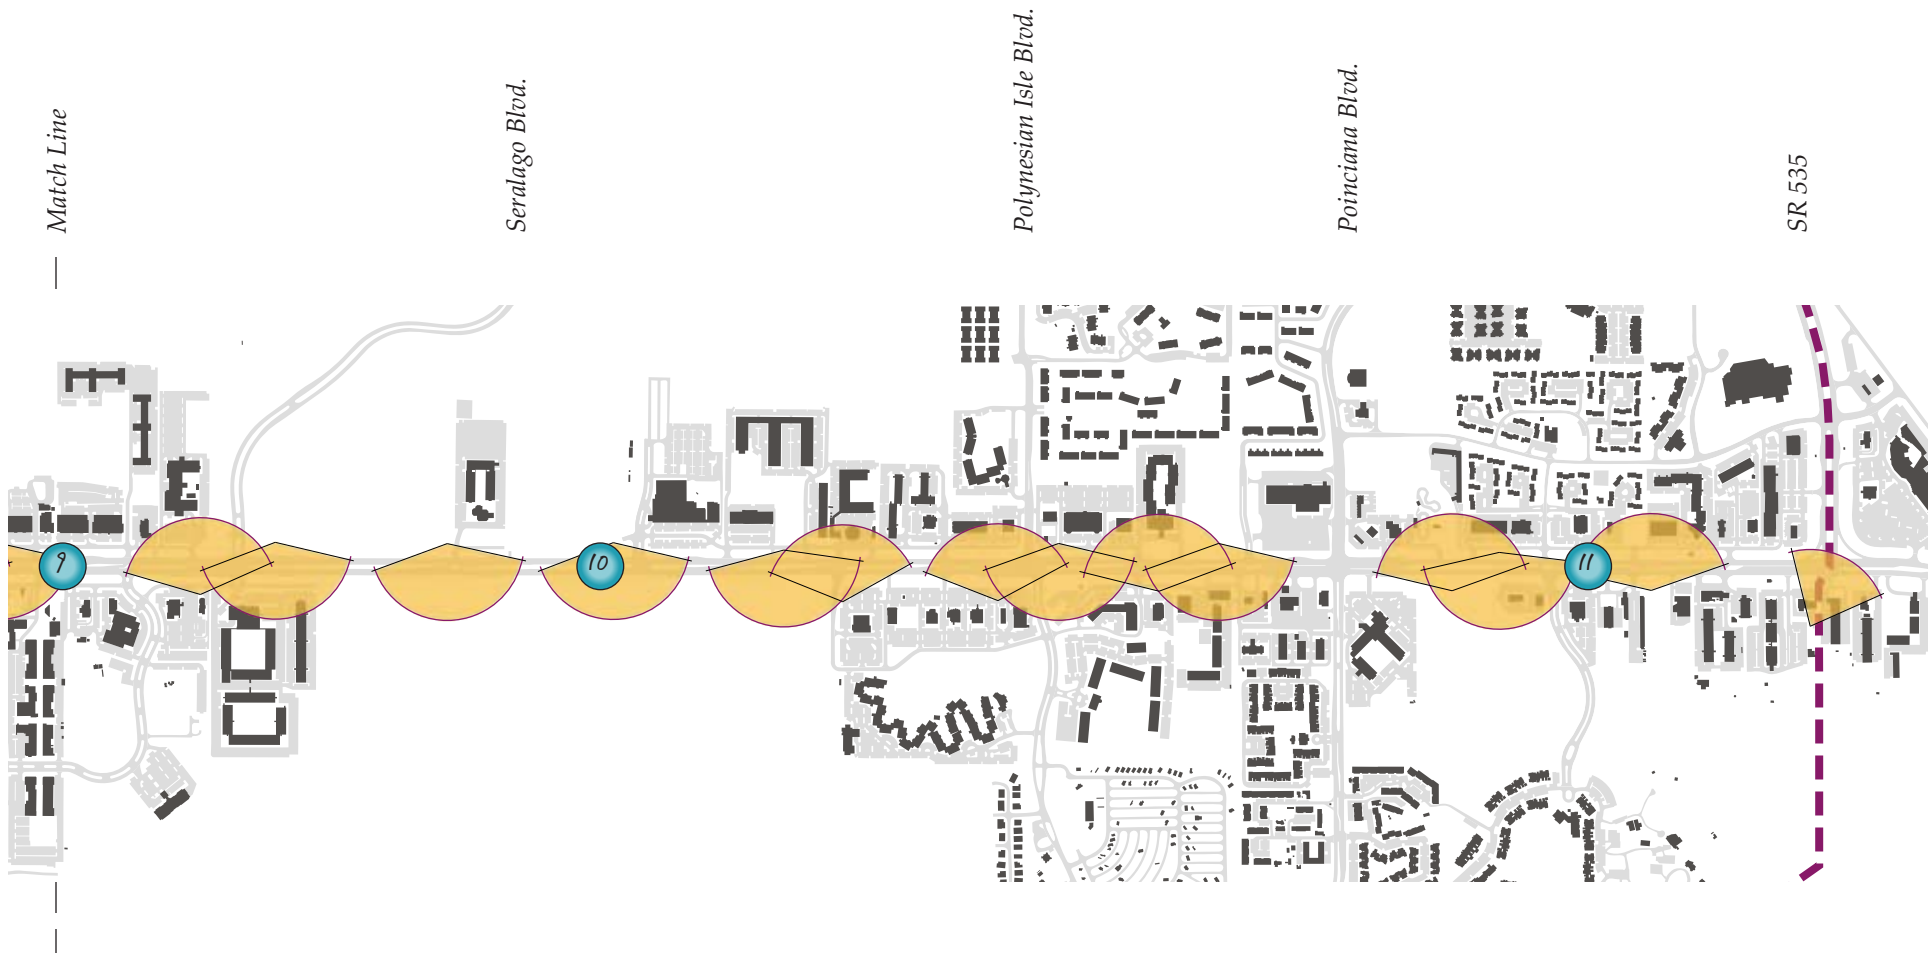 Match Line
Seralago Blvd.
Polynesian Isle Blvd.
Poinciana Blvd.
SR 535
9
10
11